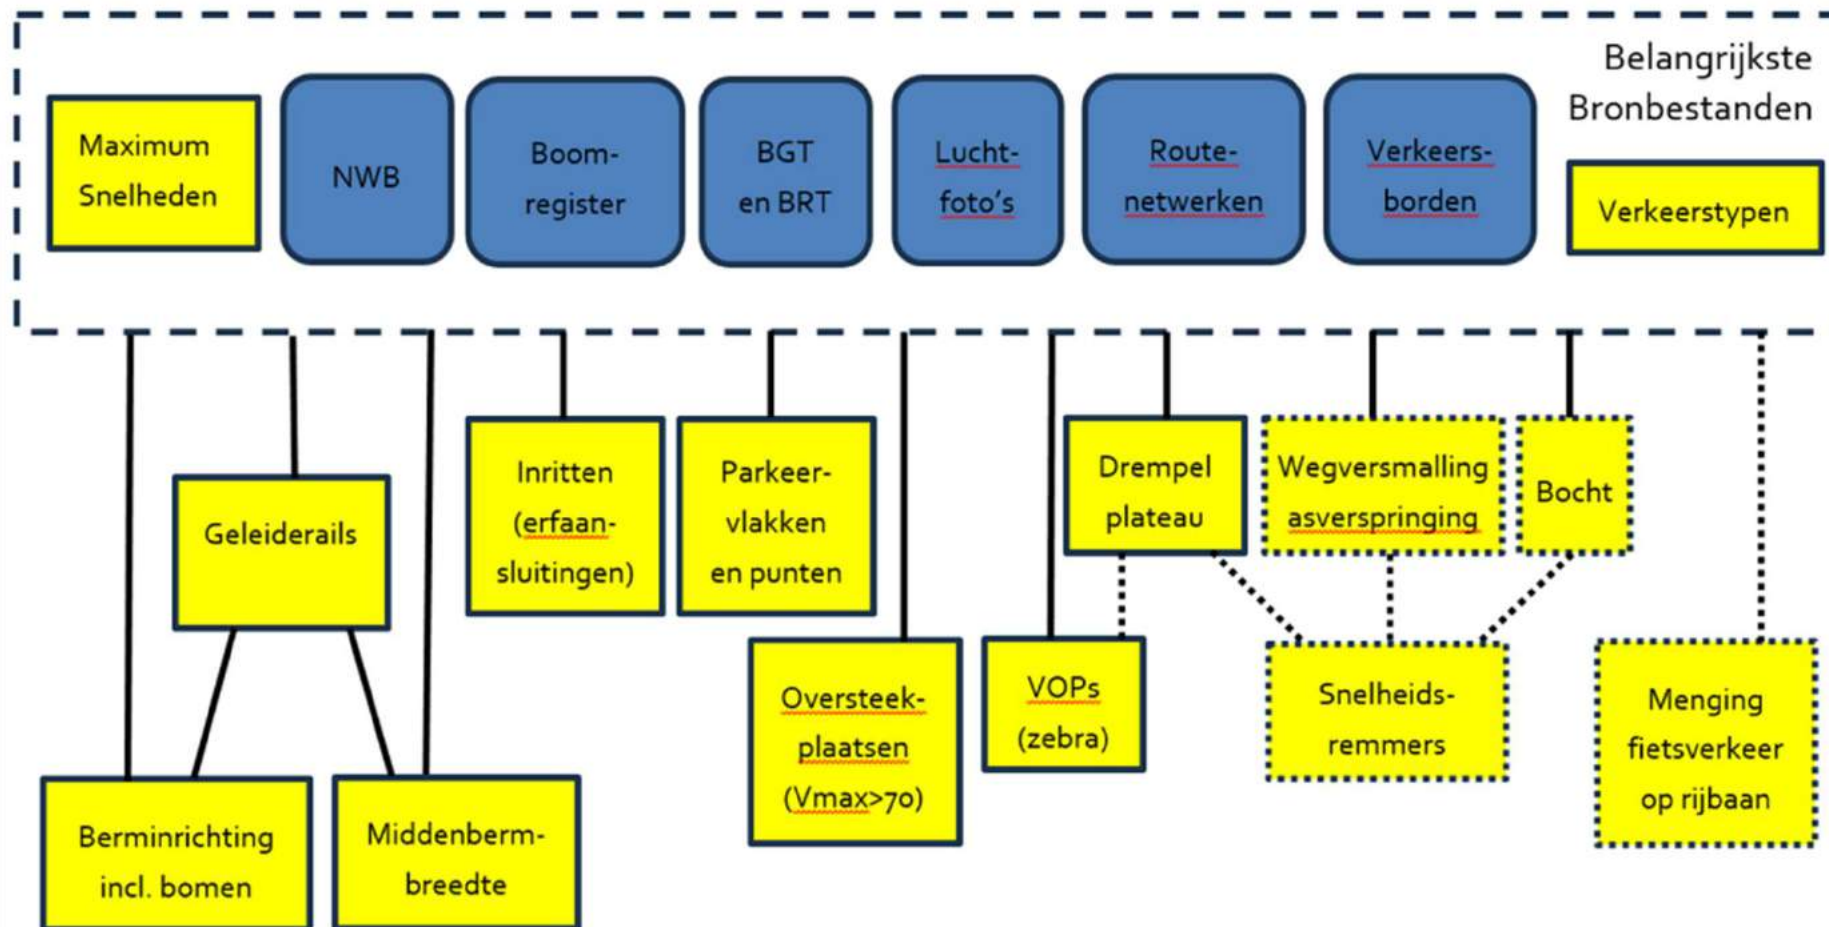 Belangrijkste
Bronbestanden
Maximum
Snelheden
NWB
Boom-
register
BGT
en BRT
Lucht-
foto's
Route-
netwerken
Verkeers-
borden
Verkeerstypen
Geleiderails
Inritten
(erfaan-
sluitingen)
Parkeer-
vlakken
en punten
Drempel
plateau
Wegversmalling
asverspringing
Bocht
Oversteek-
plaatsen
(Vmax>70)
VOPs
(zebra)
Snelheids-
remmers
Menging
fietsverkeer
op rijbaan
Berminrichting
incl. bomen
Middenberm-
breedte